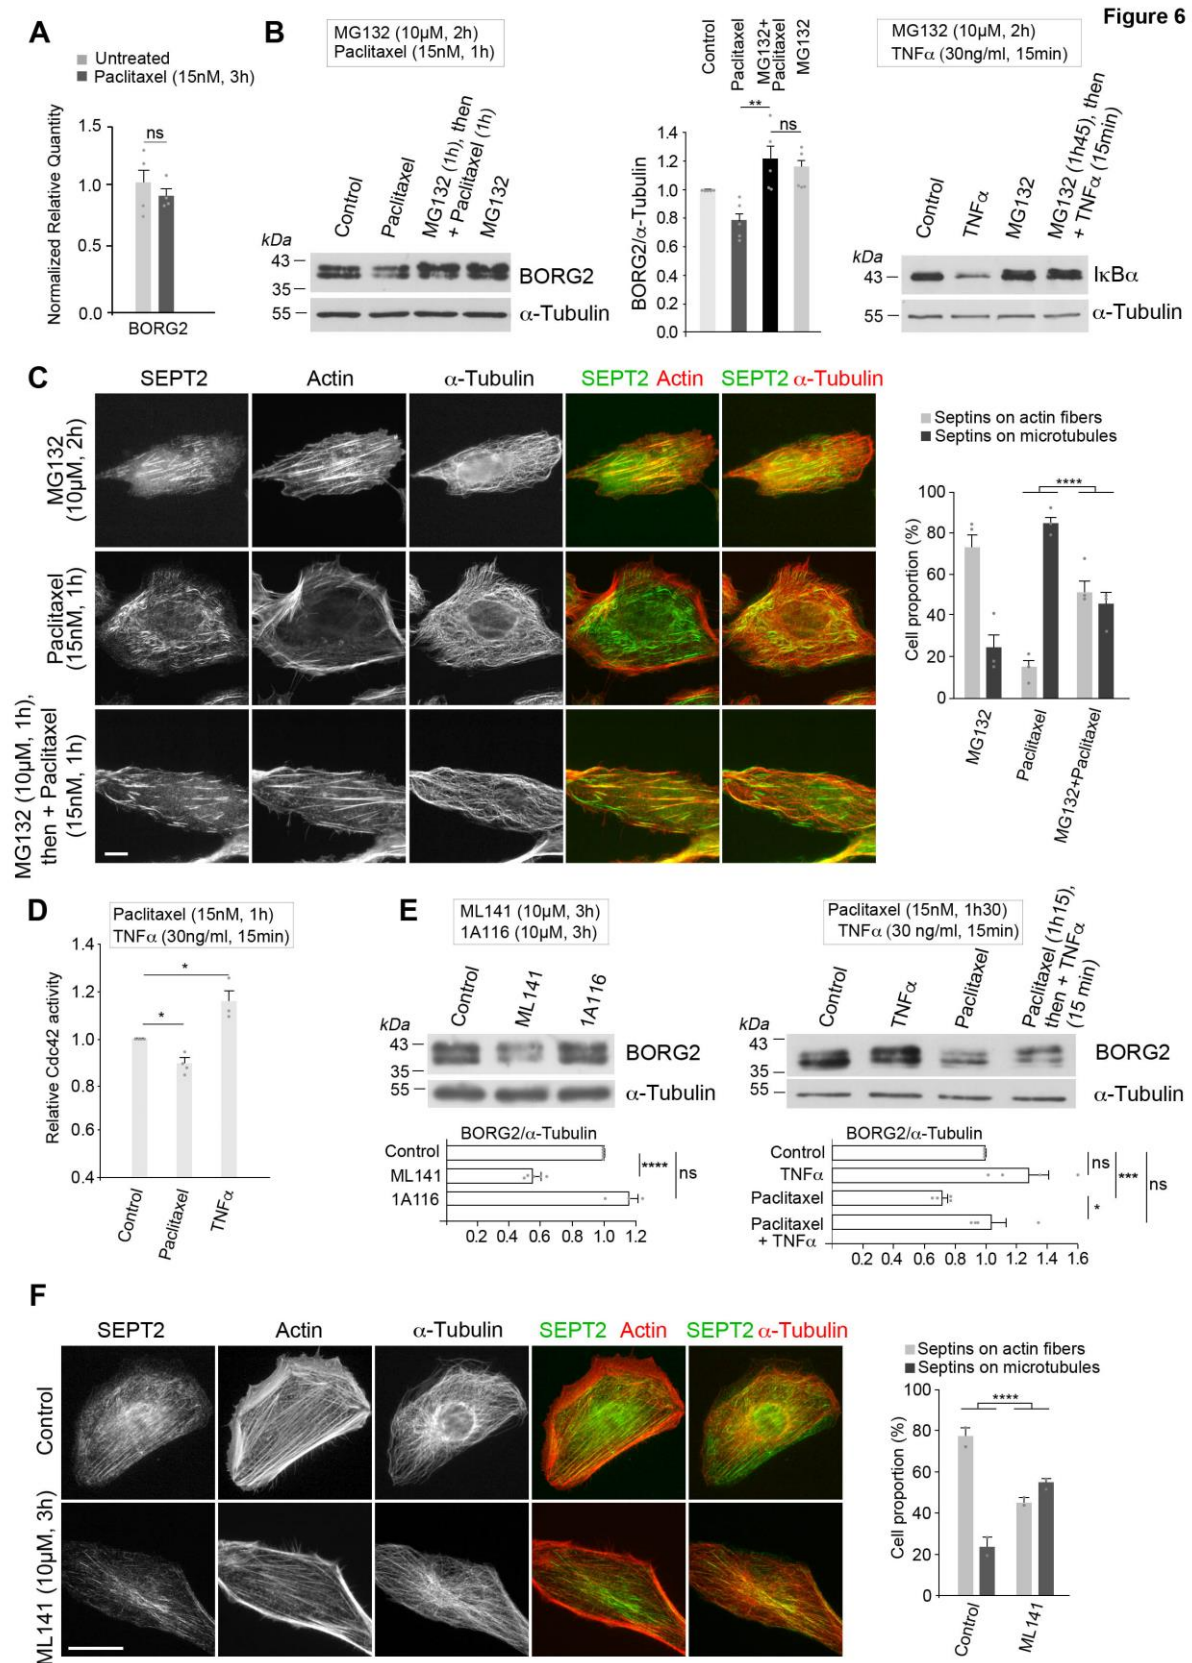 Figure 6
A
Untreated
Paclitaxel (15nM, 3h)
Normalized Relative Quantity
1.5
1.0
0.5
0.0
ns
BORG2
B
MG132 (10µM, 2h)
Paclitaxel (15nM, 1h)
Control
Paclitaxel
MG132 (1h), then
+ Paclitaxel (1h)
MG132
kDa
43
35
55
BORG2
α-Tubulin
Control
Paclitaxel
MG132+
Paclitaxel
MG132
**
ns
BORG2/α-Tubulin
1.4
1.2
1.0
0.8
0.6
0.4
0.2
0.0
MG132 (10µM, 2h)
TNFα (30ng/ml, 15min)
Control
TNFα
MG132
MG132 (1h45), then
+ TNFα (15min)
kDa
43
55
IκBα
α-Tubulin
C
SEPT2
Actin
α-Tubulin
SEPT2 Actin
SEPT2 α-Tubulin
MG132
(10µM, 2h)
Paclitaxel
(15nM, 1h)
MG132 (10µM, 1h),
then + Paclitaxel
(15nM, 1h)
Septins on actin fibers
Septins on microtubules
Cell proportion (%)
100
80
60
40
20
0
****
MG132
Paclitaxel
MG132+Paclitaxel
D
Paclitaxel (15nM, 1h)
TNFα (30ng/ml, 15min)
Relative Cdc42 activity
1.4
1.2
1.0
0.8
0.6
0.4
*
*
Control
Paclitaxel
TNFα
E
ML141 (10µM, 3h)
1A116 (10µM, 3h)
Control
ML141
1A116
kDa
43
35
55
BORG2
α-Tubulin
BORG2/α-Tubulin
Control
ML141
1A116
****
ns
0.2 0.4 0.6 0.8 1.0 1.2
Paclitaxel (15nM, 1h30)
TNFα (30 ng/ml, 15min)
Control
TNFα
Paclitaxel
Paclitaxel (1h15),
then + TNFα
(15 min)
kDa
43
35
55
BORG2
α-Tubulin
BORG2/α-Tubulin
Control
TNFα
Paclitaxel
Paclitaxel
+ TNFα
ns
***
ns
*
0.2 0.4 0.6 0.8 1.0 1.2 1.4 1.6
F
SEPT2
Actin
α-Tubulin
SEPT2 Actin
SEPT2 α-Tubulin
Control
ML141 (10µM, 3h)
Septins on actin fibers
Septins on microtubules
Cell proportion (%)
100
80
60
40
20
0
****
Control
ML141